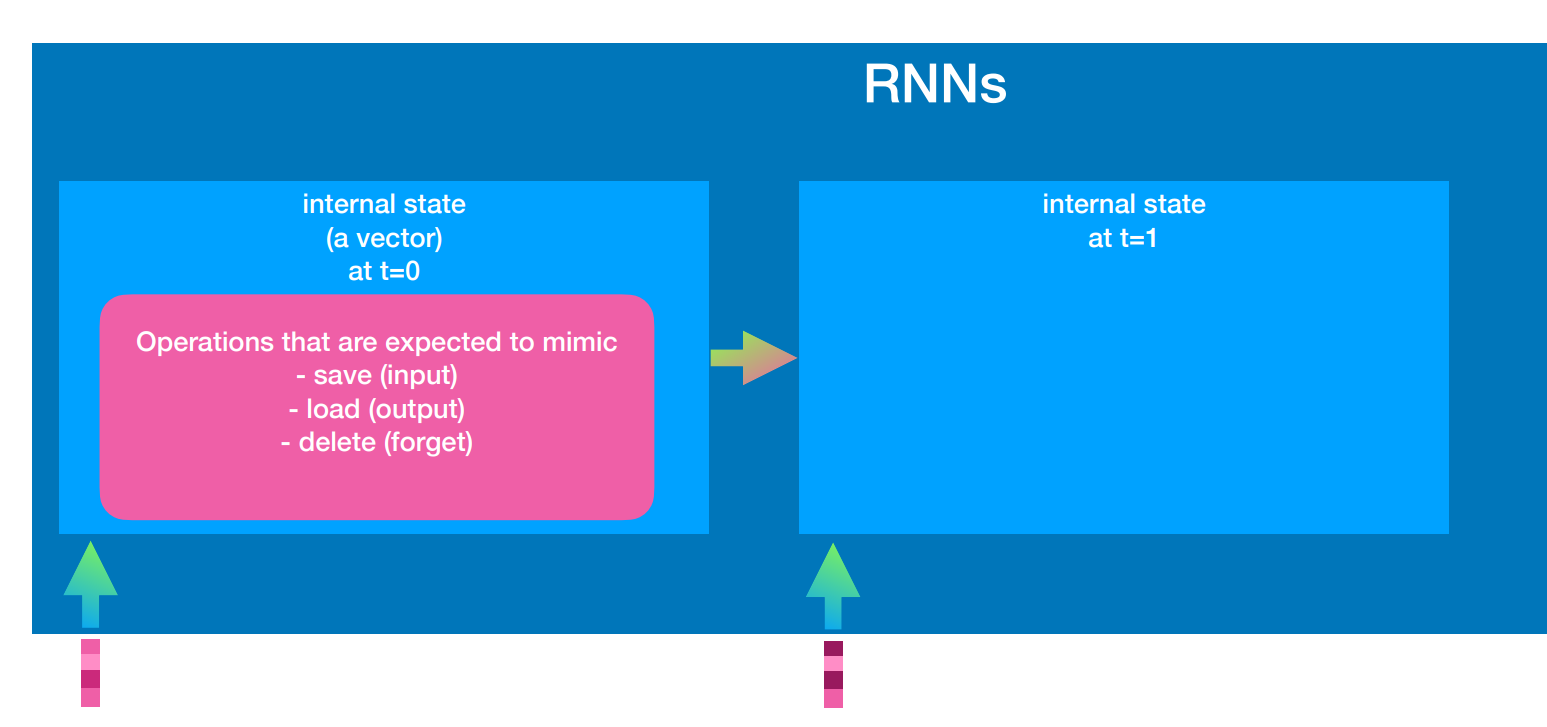 RNNs
internal state
(a vector)
at t=0
Operations that are expected to mimic
- save (input)
- load (output)
- delete (forget)
internal state
at t=1